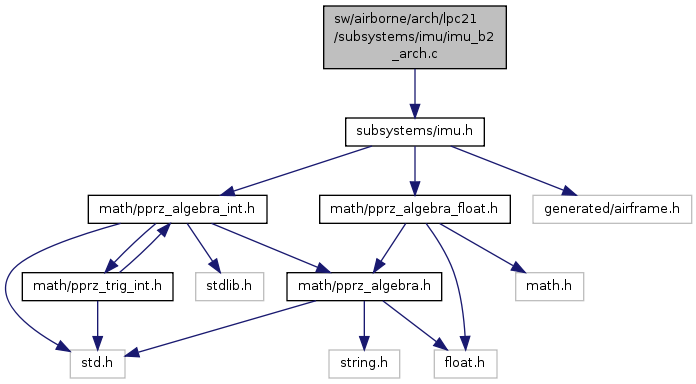 sw/airborne/arch/lpc21
/subsystems/imu/imu_b2
_arch.c
subsystems/imu.h
math/pprz_algebra_int.h
math/pprz_algebra_float.h
generated/airframe.h
math/pprz_trig_int.h
stdlib.h
math/pprz_algebra.h
math.h
std.h
string.h
float.h